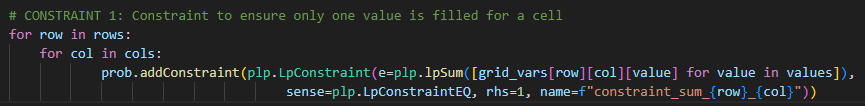 # CONSTRAINT 1: Constraint to ensure only one value is filled for a cell
for row in rows:
    for col in cols:
            prob.addConstraint(plp.LpConstraint(e=plp.lpSum([grid_vars[row][col][value] for value in values]),
                                    sense=plp.LpConstraintEQ, rhs=1, name=f"constraint_sum_{row}_{col}"))